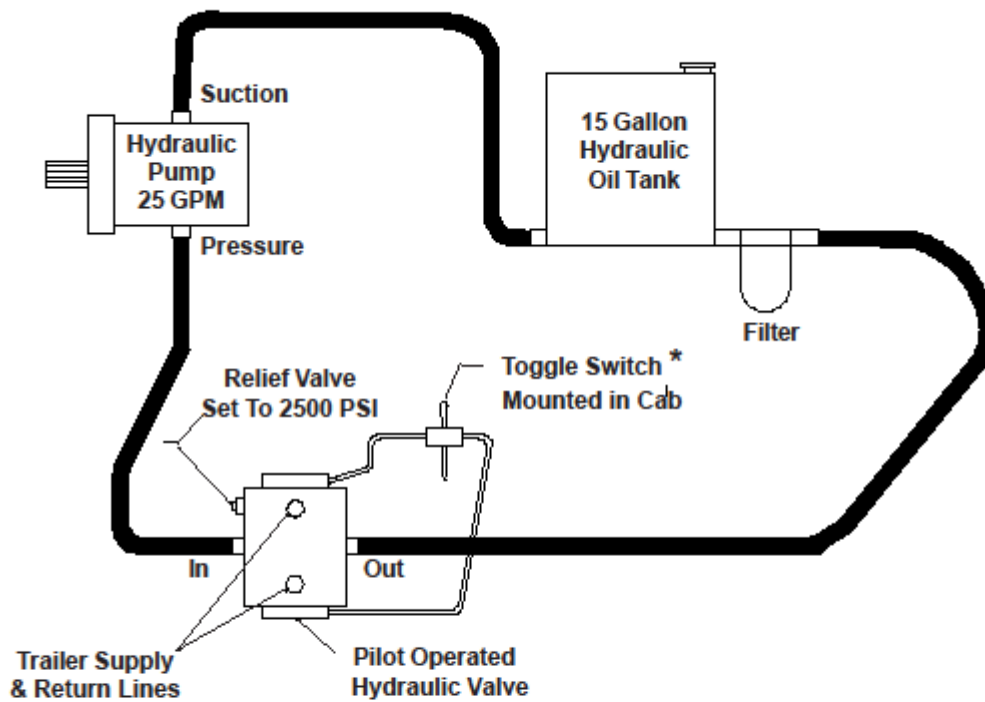 Suction
Hydraulic
Pump
25 GPM
Pressure
15 Gallon
Hydraulic
Oil Tank
Filter
Toggle Switch *
Mounted in Cab
Relief Valve
Set To 2500 PSI
In
Out
Trailer Supply
& Return Lines
Pilot Operated
Hydraulic Valve